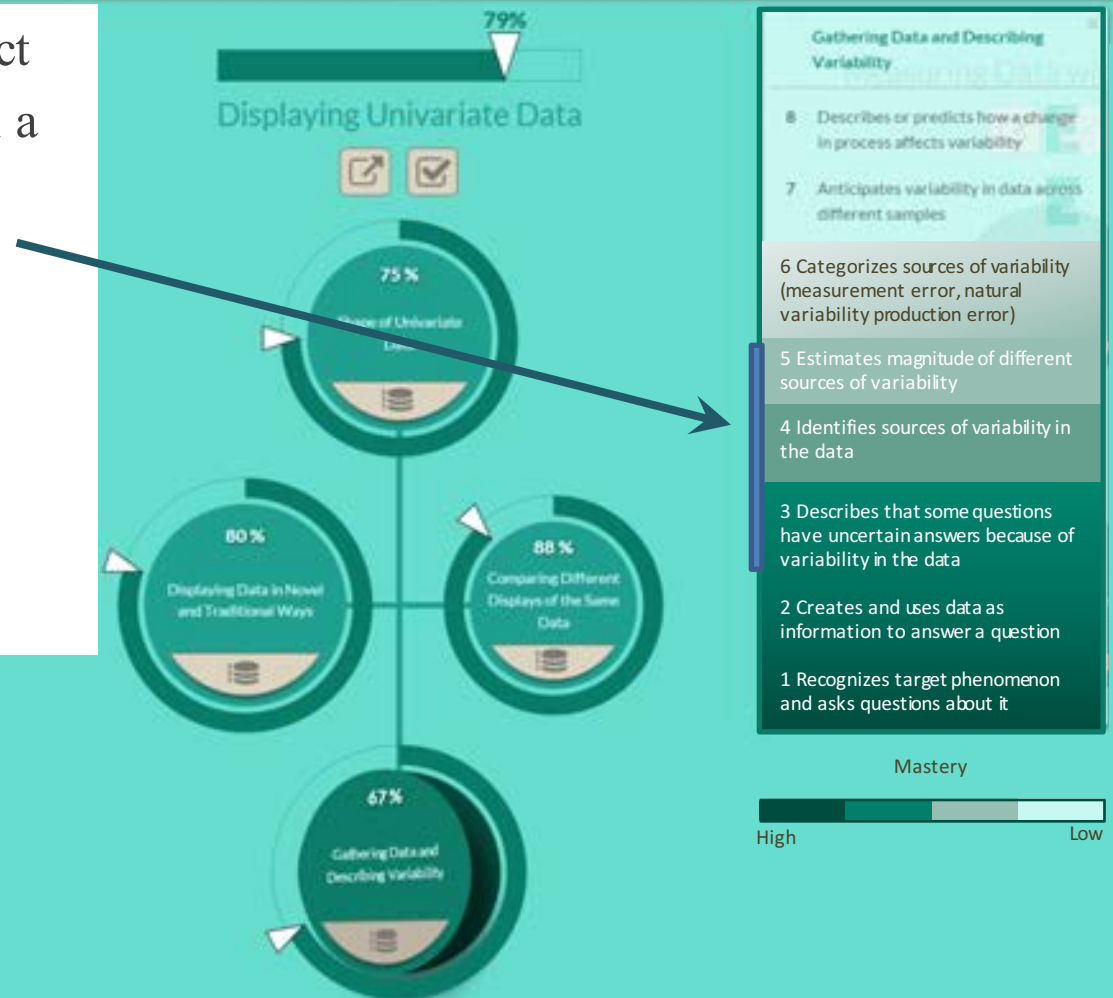 ct
a
79%
Displaying Univariate Data
75 %
Shape of Univariate
80 %
Displaying Data in Novel
and Traditional Ways
88 %
Comparing Different
Displays of the Same
Data
67%
Gathering Data and
Describing Variability
Gathering Data and Describing
Variability
8 Describes or predicts how a change
in process affects variability
7 Anticipates variability in data across
different samples
6 Categorizes sources of variability
(measurement error, natural
variability production error)
5 Estimates magnitude of different
sources of variability
4 Identifies sources of variability in
the data
3 Describes that some questions
have uncertain answers because of
variability in the data
2 Creates and uses data as
information to answer a question
1 Recognizes target phenomenon
and asks questions about it
Mastery
High
Low